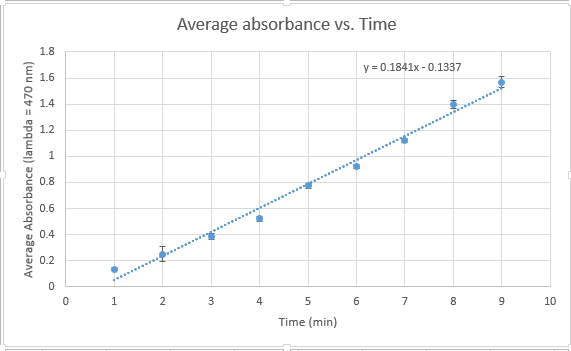 Average absorbance vs. Time
y = 0.1841x - 0.1337
Average Absorbance (lambda = 470 nm)
1.8
1.6
1.4
1.2
1
0.8
0.6
0.4
0.2
0
0 1 2 3 4 5 6 7 8 9 10
Time (min)